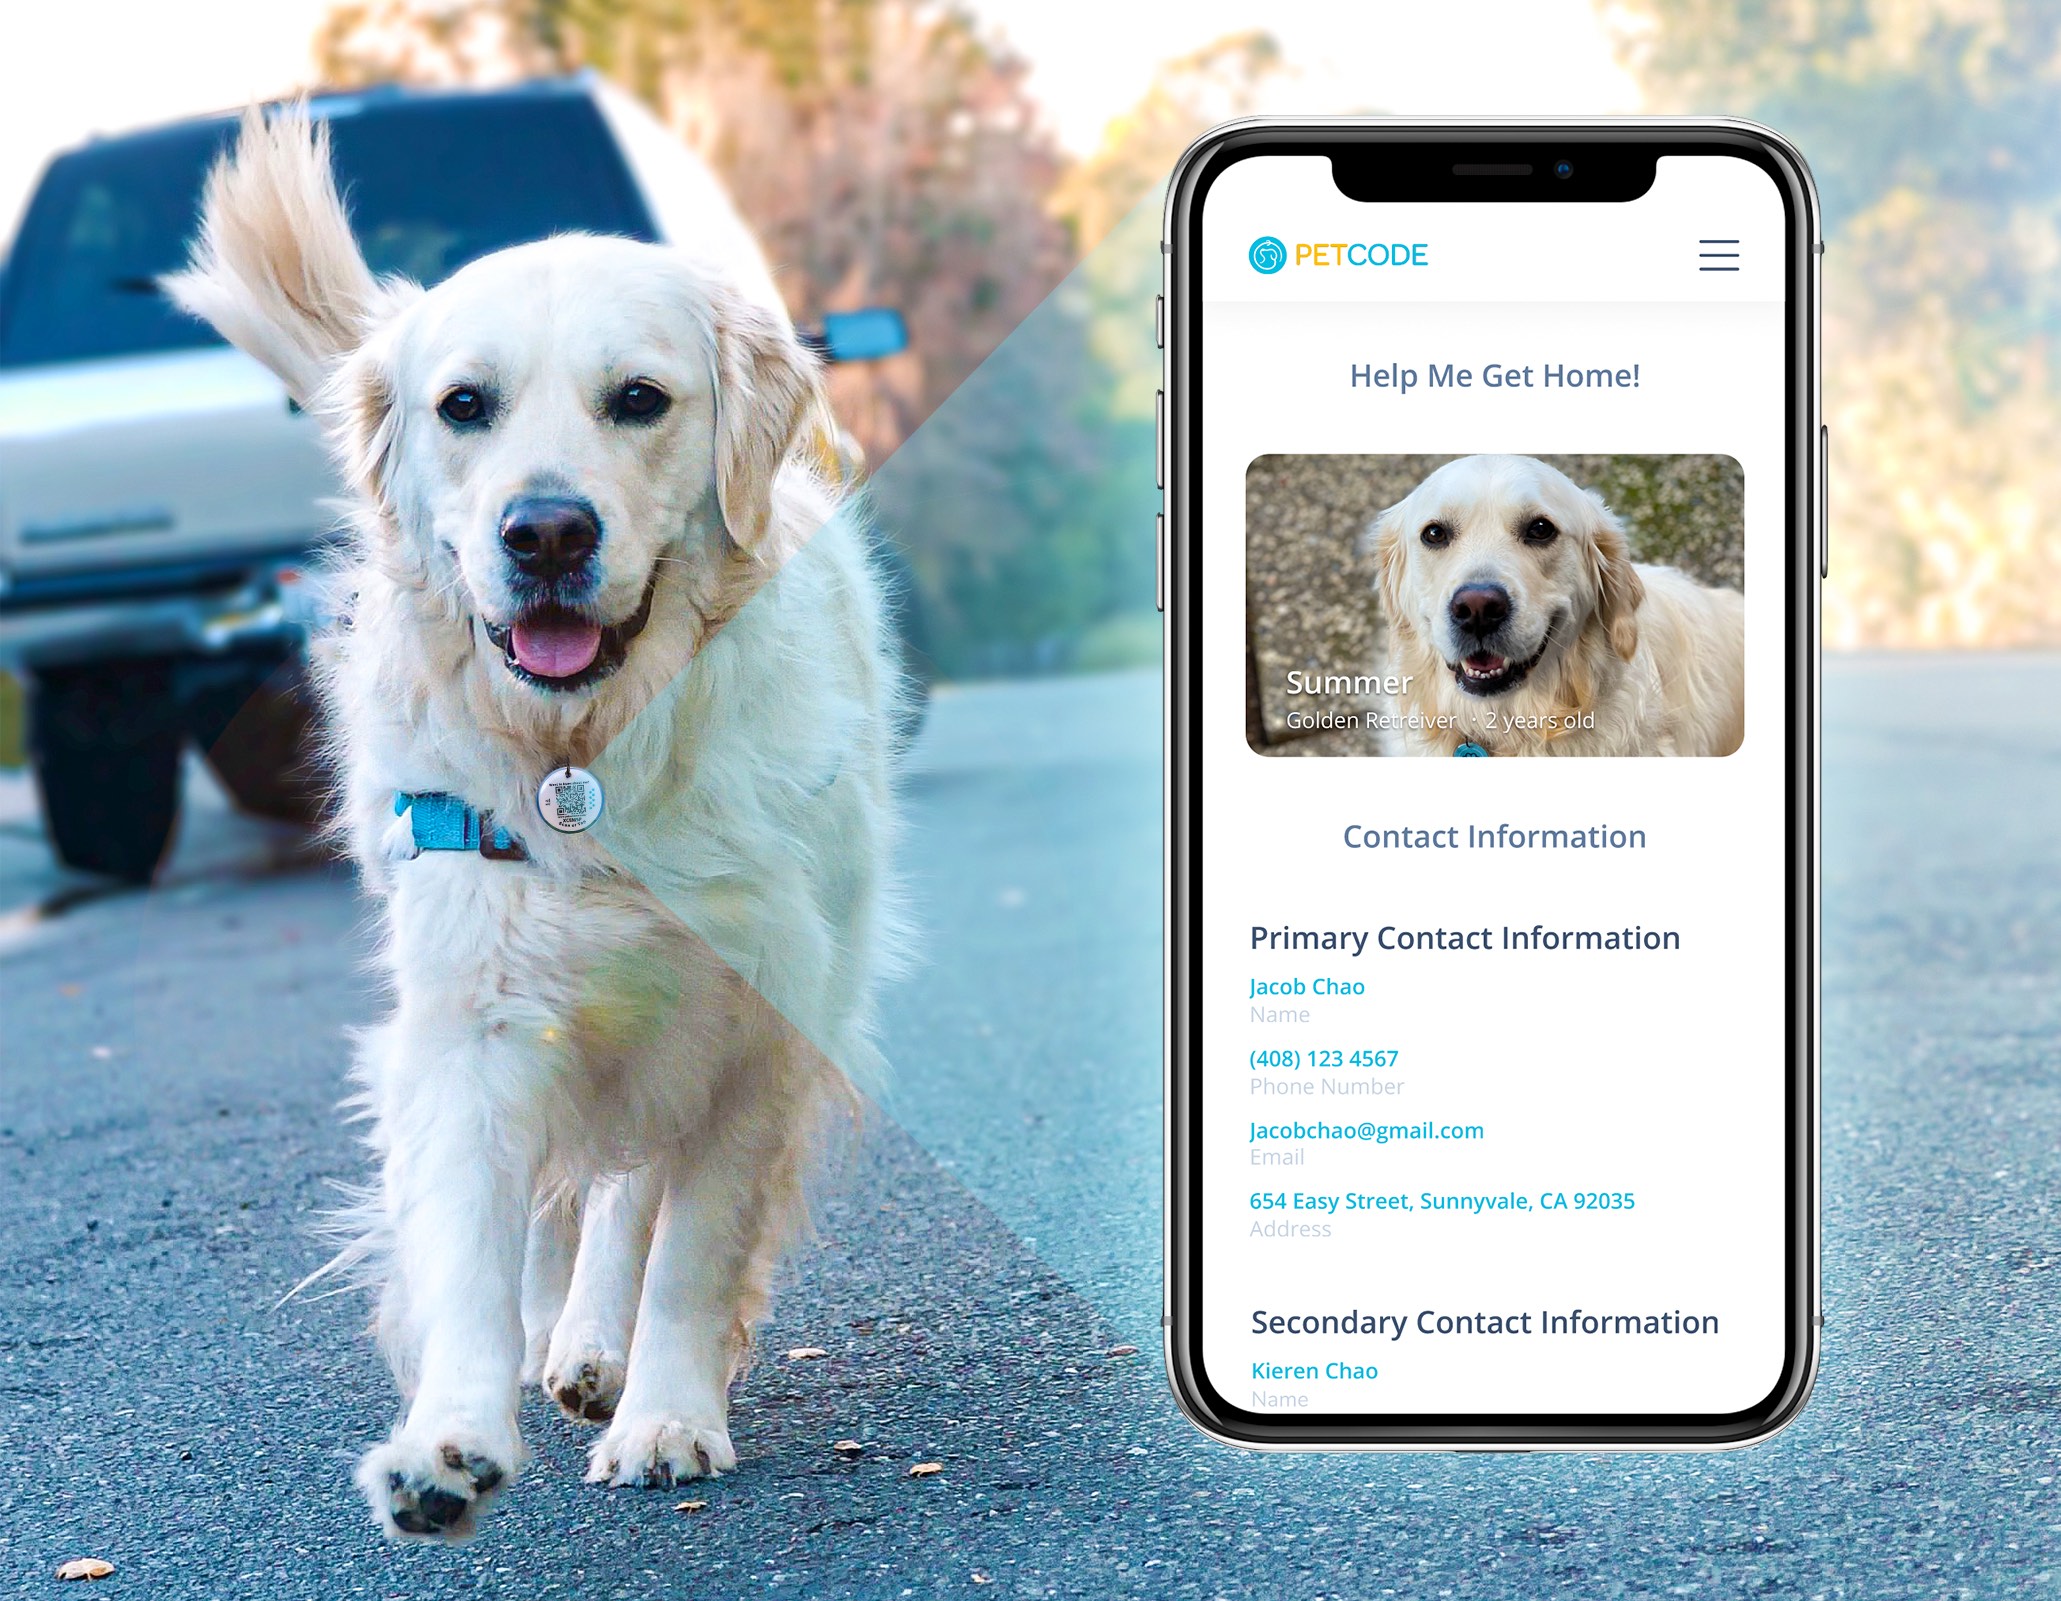 PETCODE
Help Me Get Home!
Summer
Golden Retreiver · 2 years old
Contact Information
Primary Contact Information
Jacob Chao
Name
(408) 123 4567
Phone Number
Jacobchao@gmail.com
Email
654 Easy Street, Sunnyvale, CA 92035
Address
Secondary Contact Information
Kieren Chao
Name